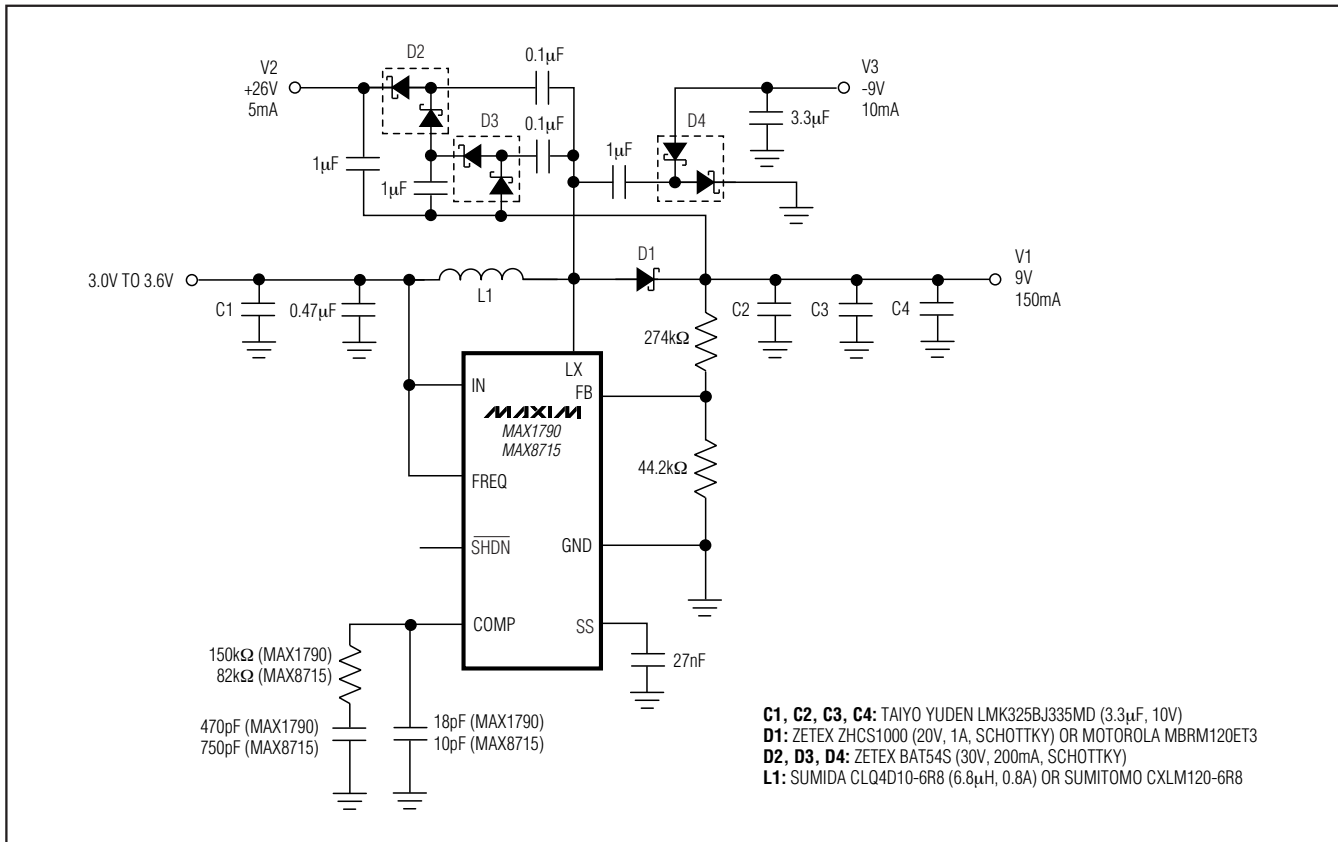 V2
+26V
5mA
D2
0.1µF
D3
0.1µF
1µF
1µF
1µF
D4
3.3µF
V3
-9V
10mA
3.0V TO 3.6V
C1
0.47µF
L1
D1
V1
9V
150mA
C2
C3
C4
274kΩ
44.2kΩ
LX
IN
FB
MAXIM
MAX1790
MAX8715
FREQ
SHDN
GND
COMP
SS
27nF
150kΩ (MAX1790)
82kΩ (MAX8715)
470pF (MAX1790)
750pF (MAX8715)
18pF (MAX1790)
10pF (MAX8715)
C1, C2, C3, C4: TAIYO YUDEN LMK325BJ335MD (3.3µF, 10V)
D1: ZETEX ZHCS1000 (20V, 1A, SCHOTTKY) OR MOTOROLA MBRM120ET3
D2, D3, D4: ZETEX BAT54S (30V, 200mA, SCHOTTKY)
L1: SUMIDA CLQ4D10-6R8 (6.8µH, 0.8A) OR SUMITOMO CXLM120-6R8